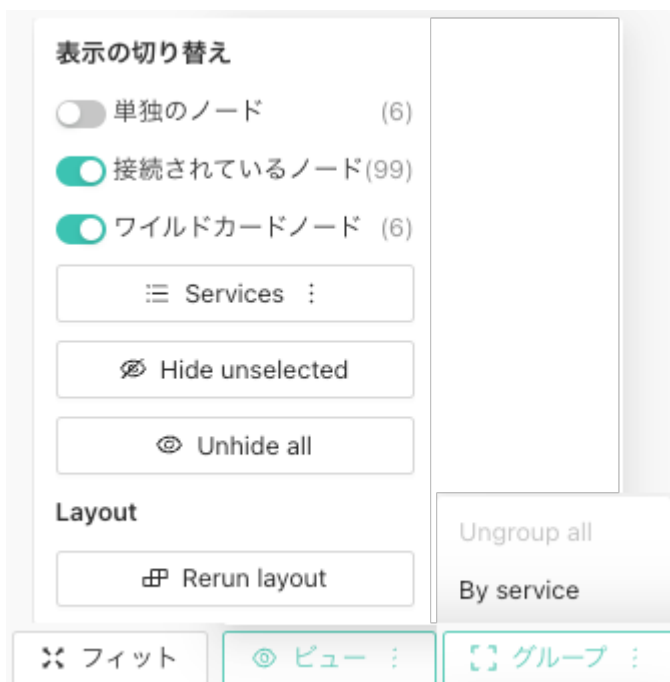 表示の切り替え
単独のノード (6)
接続されているノード(99)
ワイルドカードノード (6)
Services
Hide unselected
Unhide all
Layout
Rerun layout
Ungroup all
By service
フィット
ビュー
グループ